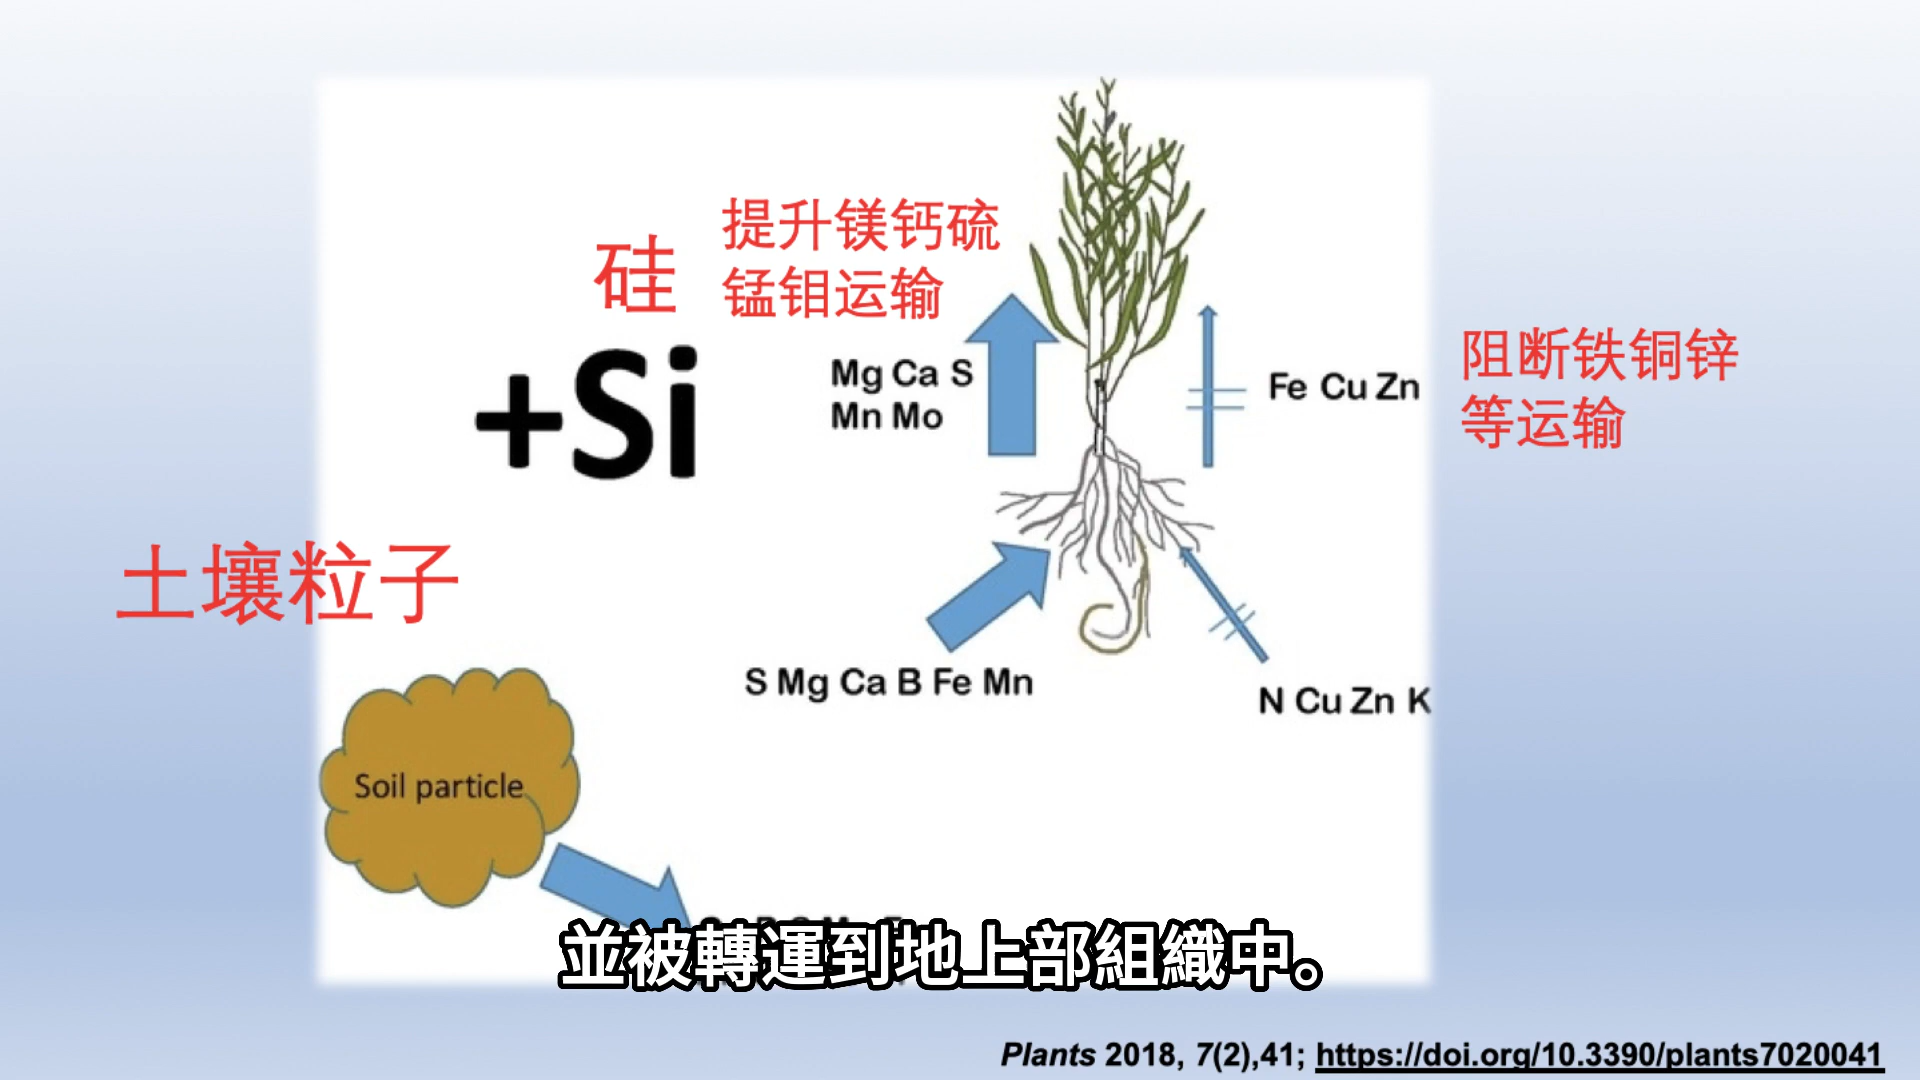 提升镁钙硫
锰钼运输
硅
+Si
Mg Ca S
Mn Mo
Fe Cu Zn
阻断铁铜锌
等运输
土壤粒子
S Mg Ca B Fe Mn
N Cu Zn K
Soil particle
並被轉運到地上部組織中。
Plants 2018, 7(2),41; https://doi.org/10.3390/plants7020041